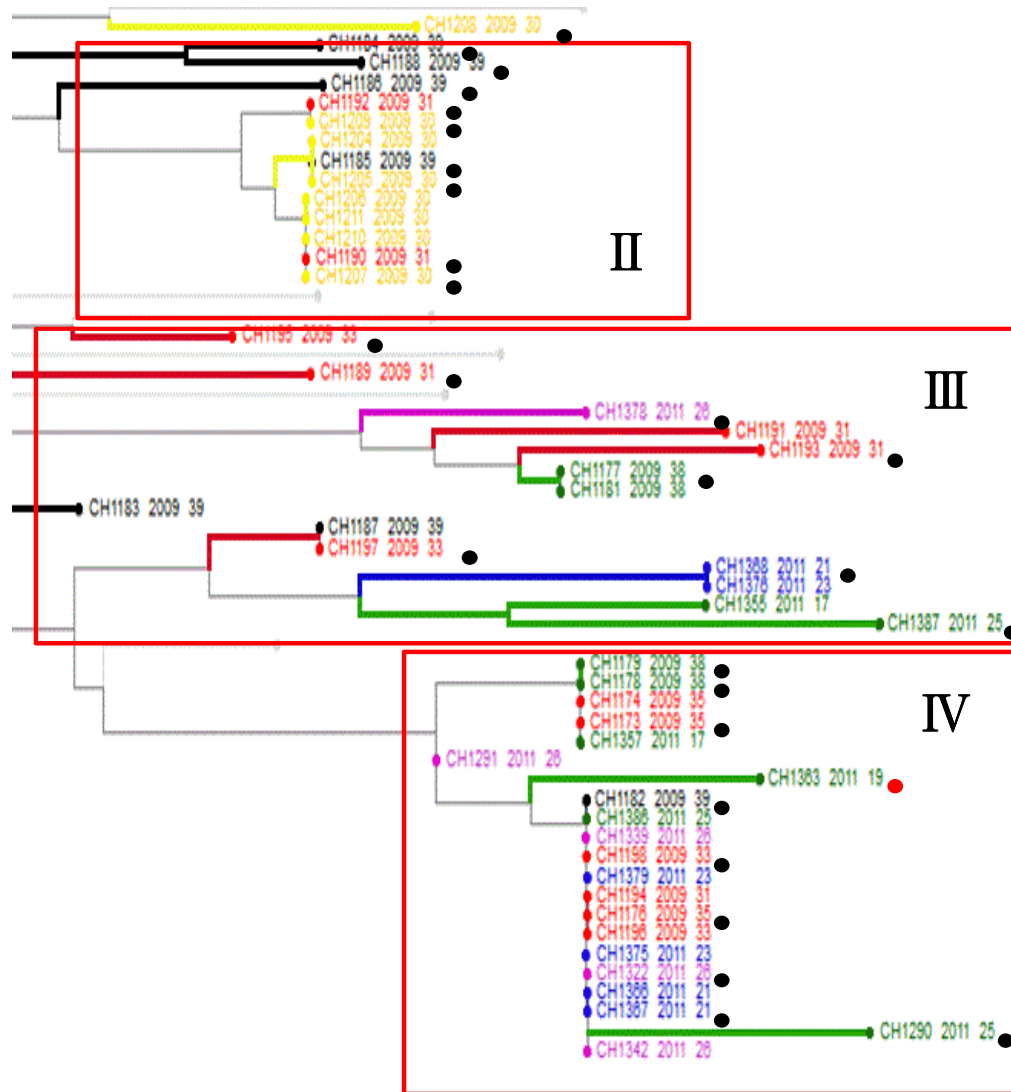 CH1208 2009 30
CH1184 2009 39
CH1188 2009 39
CH1186 2009 39
CH1192 2009 31
CH1209 2009 30
CH1204 2009 30
CH1185 2009 39
CH1205 2009 30
CH1206 2009 30
CH1211 2009 30
CH1210 2009 30
CH1190 2009 31
CH1207 2009 30
II
CH1195 2009 33
CH1189 2009 31
III
CH1378 2011 26
CH1191 2009 31
CH1193 2009 31
CH1177 2009 38
CH1181 2009 38
CH1183 2009 39
CH1187 2009 39
CH1197 2009 33
CH1368 2011 21
CH1376 2011 23
CH1355 2011 17
CH1387 2011 25
CH1179 2009 38
CH1178 2009 38
CH1174 2009 35
IV
CH1173 2009 35
CH1357 2011 17
CH1291 2011 26
CH1363 2011 19
CH1182 2009 39
CH1386 2011 25
CH1339 2011 26
CH1198 2009 33
CH1379 2011 23
CH1194 2009 31
CH1176 2009 35
CH1196 2009 33
CH1375 2011 23
CH1322 2011 26
CH1366 2011 21
CH1367 2011 21
CH1290 2011 25
CH1342 2011 26